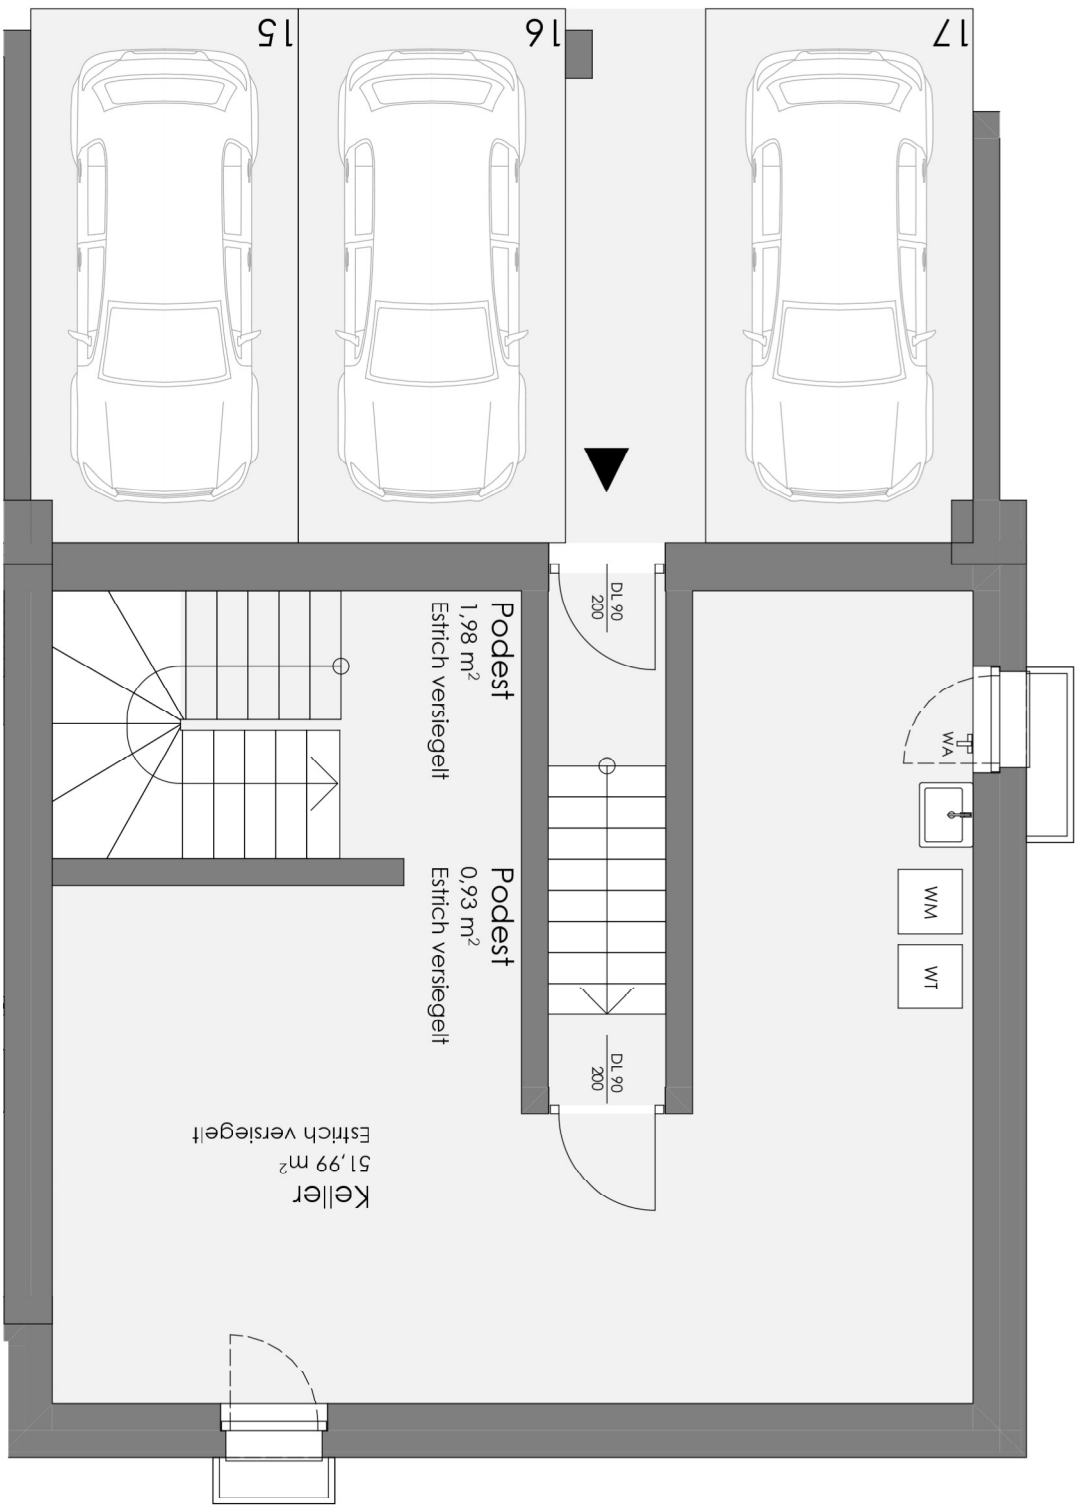 15
16
17
DL 90
200
Podest
1,98 m²
Estrich versiegelt
WA
Podest
0,93 m²
Estrich versiegelt
WM
WT
DL 90
200
Keller
51,99 m²
Estrich versiegelt